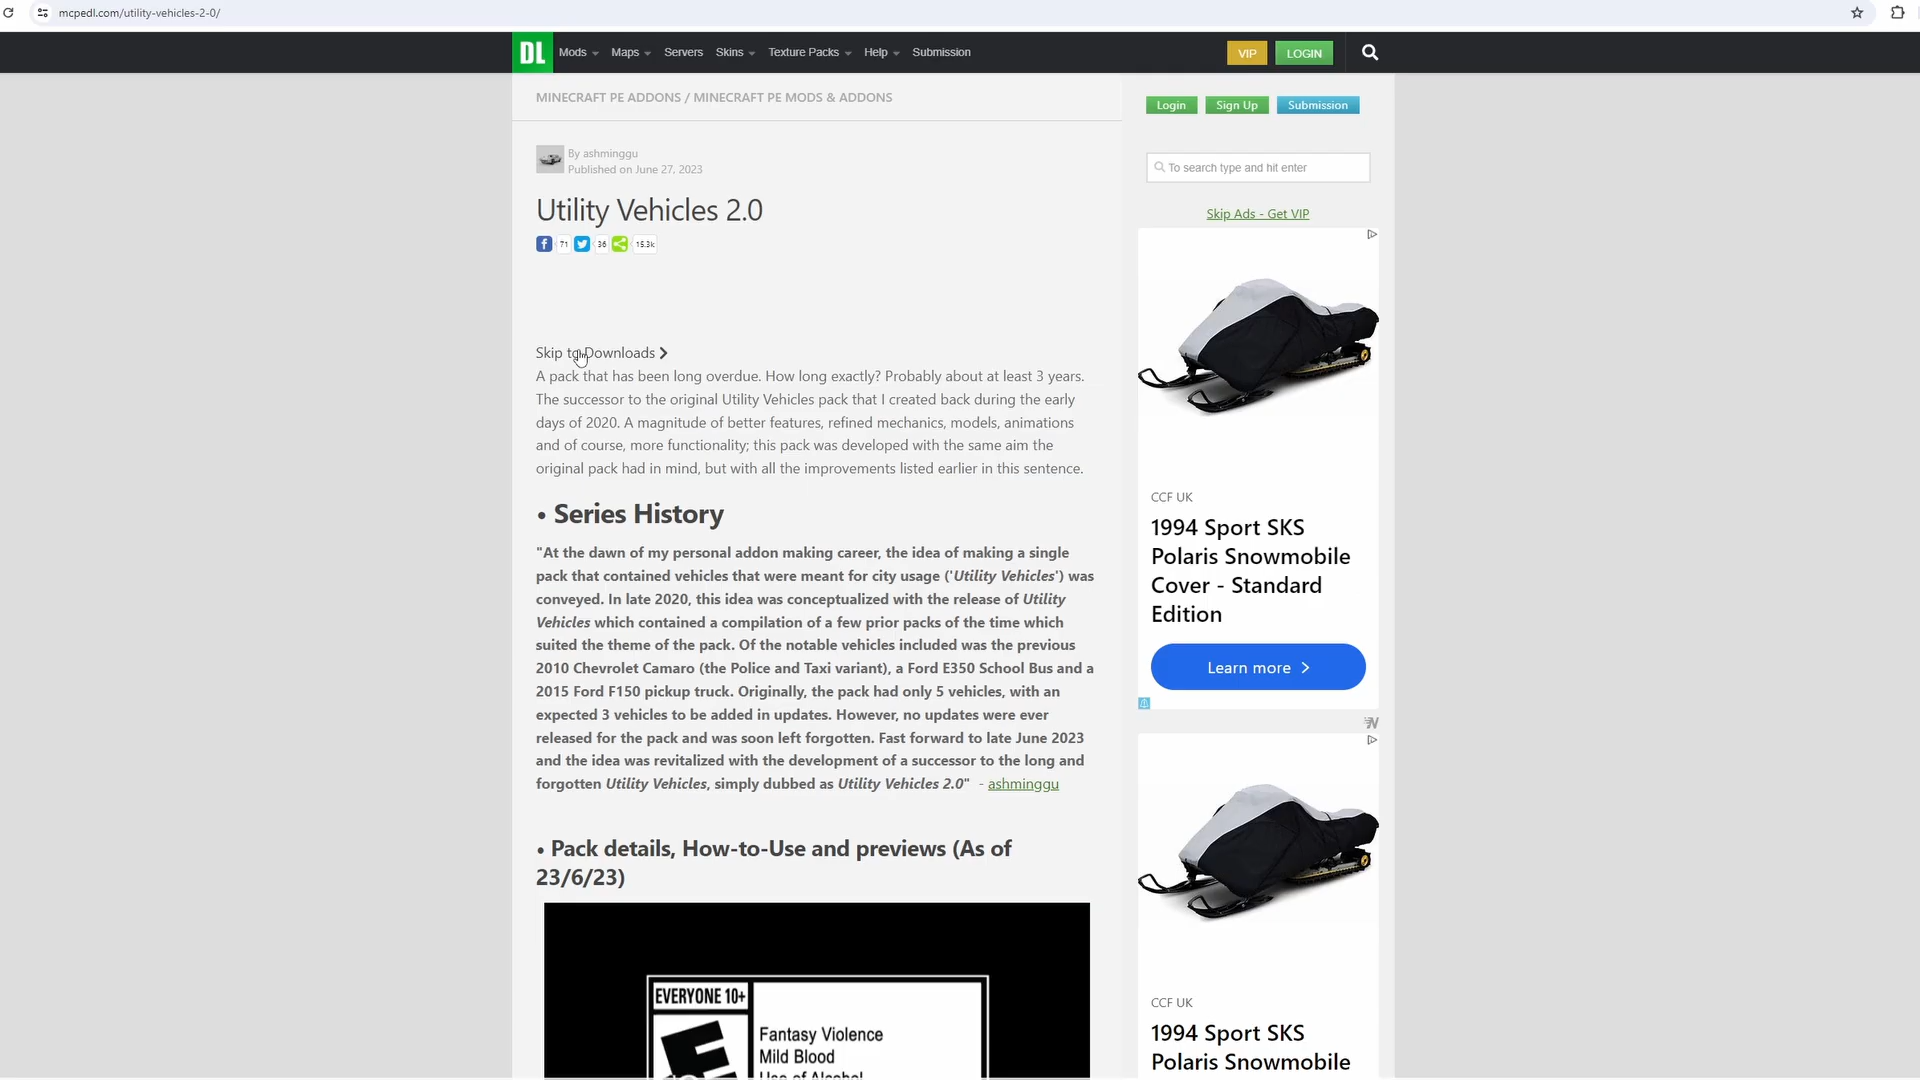 mcpedl.com/utility-vehicles-2-0/
DL
Mods
Maps
Servers
Skins
Texture Packs
Help
Submission
VIP
LOGIN
MINECRAFT PE ADDONS / MINECRAFT PE MODS & ADDONS
Login
Sign Up
Submission
By ashminggu
Published on June 27, 2023
To search type and hit enter
Utility Vehicles 2.0
Skip Ads - Get VIP
71
36
15.3k
Skip to Downloads
A pack that has been long overdue. How long exactly? Probably about at least 3 years.
The successor to the original Utility Vehicles pack that I created back during the early
days of 2020. A magnitude of better features, refined mechanics, models, animations
and of course, more functionality; this pack was developed with the same aim the
original pack had in mind, but with all the improvements listed earlier in this sentence.
• Series History
"At the dawn of my personal addon making career, the idea of making a single
pack that contained vehicles that were meant for city usage ('Utility Vehicles') was
conveyed. In late 2020, this idea was conceptualized with the release of Utility
Vehicles which contained a compilation of a few prior packs of the time which
suited the theme of the pack. Of the notable vehicles included was the previous
2010 Chevrolet Camaro (the Police and Taxi variant), a Ford E350 School Bus and a
2015 Ford F150 pickup truck. Originally, the pack had only 5 vehicles, with an
expected 3 vehicles to be added in updates. However, no updates were ever
released for the pack and was soon left forgotten. Fast forward to late June 2023
and the idea was revitalized with the development of a successor to the long and
forgotten Utility Vehicles, simply dubbed as Utility Vehicles 2.0" - ashminggu
• Pack details, How-to-Use and previews (As of
23/6/23)
EVERYONE 10+
E
Fantasy Violence
Mild Blood
Use of Alcohol
CCF UK
1994 Sport SKS
Polaris Snowmobile
Cover - Standard
Edition
Learn more
N
CCF UK
1994 Sport SKS
Polaris Snowmobile